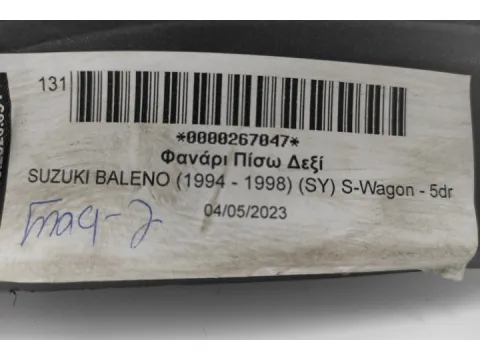 131
*0000267047*
Φανάρι Πίσω Δεξί
SUZUKI BALENO (1994 - 1998) (SY) S-Wagon - 5dr
04/05/2023